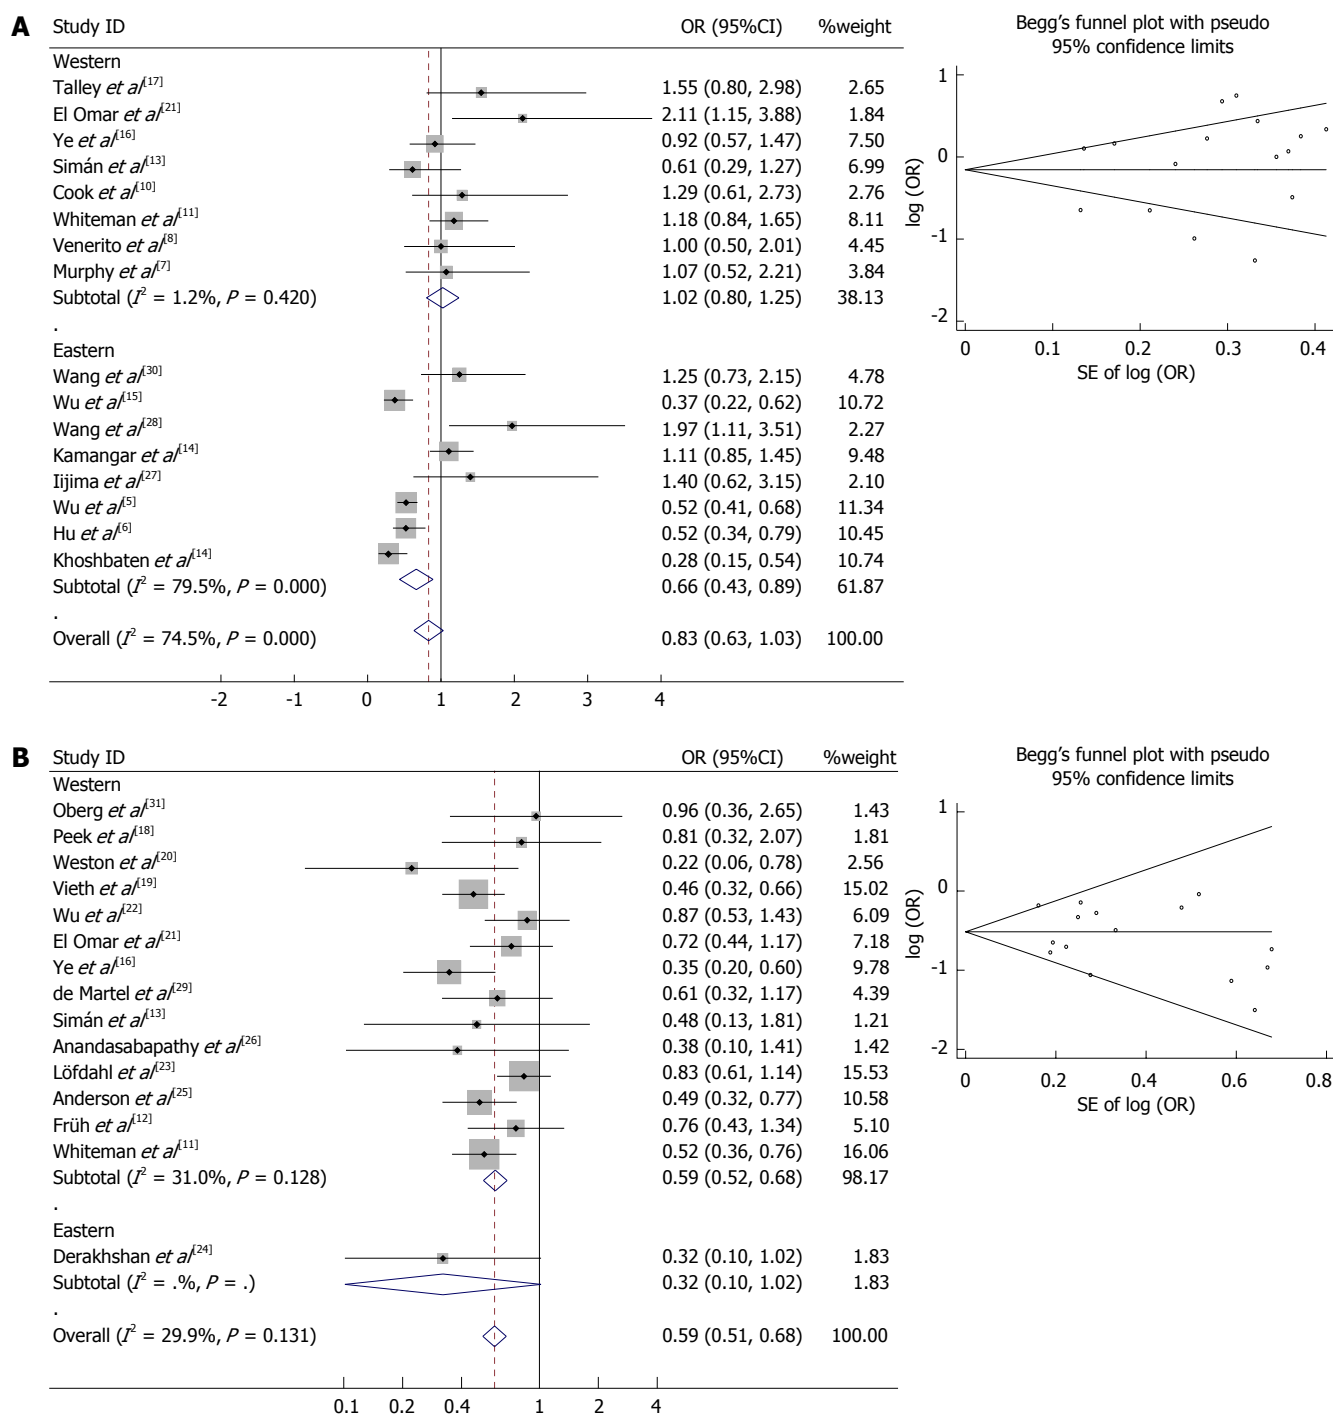 A Study ID OR (95%CI) %weight
Western
Talley et al[17] 1.55 (0.80, 2.98) 2.65
El Omar et al[21] 2.11 (1.15, 3.88) 1.84
Ye et al[16] 0.92 (0.57, 1.47) 7.50
Simán et al[13] 0.61 (0.29, 1.27) 6.99
Cook et al[10] 1.29 (0.61, 2.73) 2.76
Whiteman et al[11] 1.18 (0.84, 1.65) 8.11
Venerito et al[8] 1.00 (0.50, 2.01) 4.45
Murphy et al[7] 1.07 (0.52, 2.21) 3.84
Subtotal (I² = 1.2%, P = 0.420) 1.02 (0.80, 1.25) 38.13
.
Eastern
Wang et al[30] 1.25 (0.73, 2.15) 4.78
Wu et al[15] 0.37 (0.22, 0.62) 10.72
Wang et al[28] 1.97 (1.11, 3.51) 2.27
Kamangar et al[14] 1.11 (0.85, 1.45) 9.48
Iijima et al[27] 1.40 (0.62, 3.15) 2.10
Wu et al[5] 0.52 (0.41, 0.68) 11.34
Hu et al[6] 0.52 (0.34, 0.79) 10.45
Khoshbaten et al[14] 0.28 (0.15, 0.54) 10.74
Subtotal (I² = 79.5%, P = 0.000) 0.66 (0.43, 0.89) 61.87
.
Overall (I² = 74.5%, P = 0.000) 0.83 (0.63, 1.03) 100.00
-2 -1 0 1 2 3 4
Begg's funnel plot with pseudo
95% confidence limits
log (OR)
1
0
-1
-2
0 0.1 0.2 0.3 0.4
SE of log (OR)
B Study ID OR (95%CI) %weight
Western
Oberg et al[31] 0.96 (0.36, 2.65) 1.43
Peek et al[18] 0.81 (0.32, 2.07) 1.81
Weston et al[20] 0.22 (0.06, 0.78) 2.56
Vieth et al[19] 0.46 (0.32, 0.66) 15.02
Wu et al[22] 0.87 (0.53, 1.43) 6.09
El Omar et al[21] 0.72 (0.44, 1.17) 7.18
Ye et al[16] 0.35 (0.20, 0.60) 9.78
de Martel et al[29] 0.61 (0.32, 1.17) 4.39
Simán et al[13] 0.48 (0.13, 1.81) 1.21
Anandasabapathy et al[26] 0.38 (0.10, 1.41) 1.42
Löfdahl et al[23] 0.83 (0.61, 1.14) 15.53
Anderson et al[25] 0.49 (0.32, 0.77) 10.58
Früh et al[12] 0.76 (0.43, 1.34) 5.10
Whiteman et al[11] 0.52 (0.36, 0.76) 16.06
Subtotal (I² = 31.0%, P = 0.128) 0.59 (0.52, 0.68) 98.17
.
Eastern
Derakhshan et al[24] 0.32 (0.10, 1.02) 1.83
Subtotal (I² = .%, P = .) 0.32 (0.10, 1.02) 1.83
.
Overall (I² = 29.9%, P = 0.131) 0.59 (0.51, 0.68) 100.00
0.1 0.2 0.4 1 2 4
Begg's funnel plot with pseudo
95% confidence limits
log (OR)
1
0
-1
-2
0 0.2 0.4 0.6 0.8
SE of log (OR)